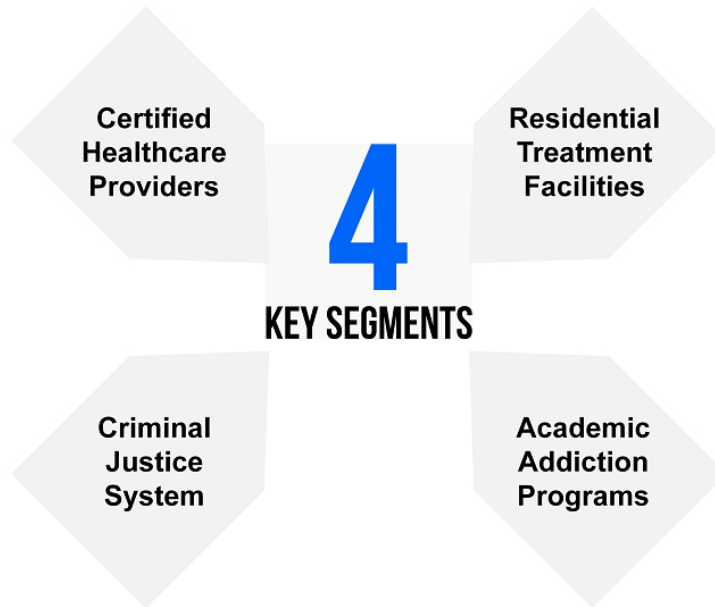 Certified
Healthcare
Providers
Residential
Treatment
Facilities
4
KEY SEGMENTS
Criminal
Justice
System
Academic
Addiction
Programs